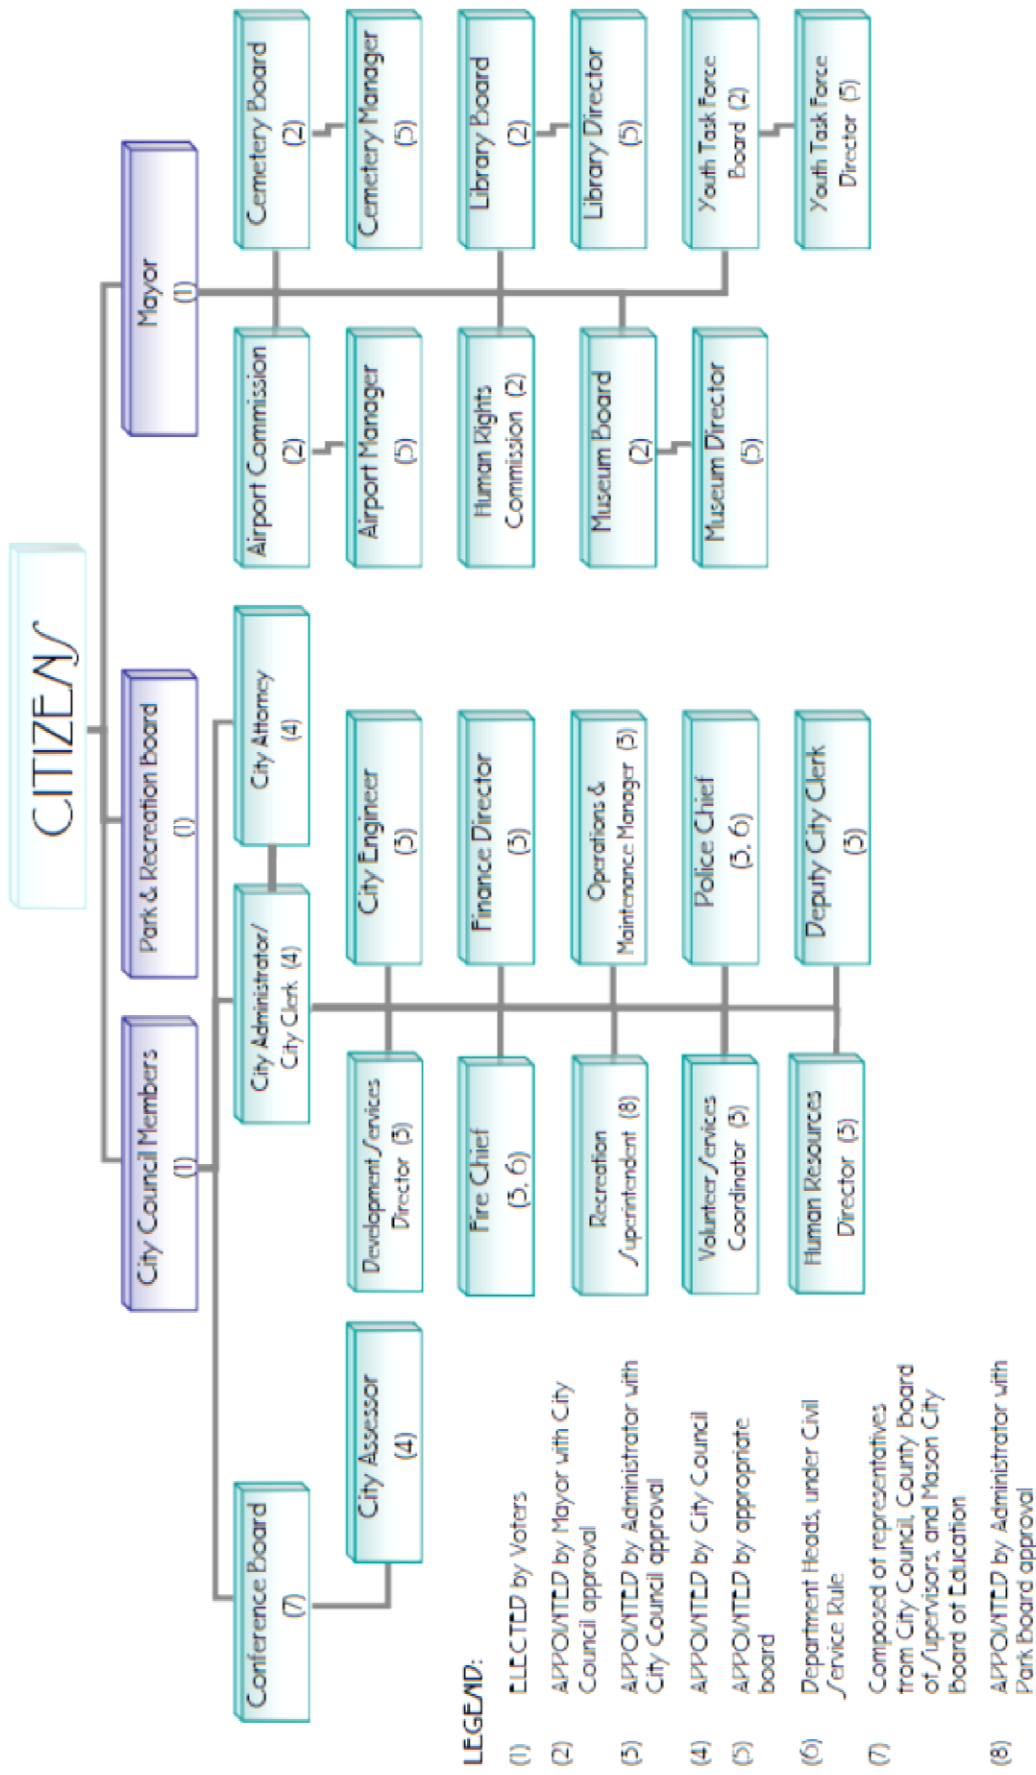 CITIZENS
City Council Members
(1)
Park & Recreation Board
(1)
Mayor
(1)
Conference Board
(7)
City Administrator/
City Clerk (4)
City Attorney
(4)
Airport Commission
(2)
Cemetery Board
(2)
City Assessor
(4)
Development Services
Director (3)
City Engineer
(3)
Airport Manager
(5)
Cemetery Manager
(5)
Fire Chief
(3, 6)
Finance Director
(3)
Human Rights
Commission (2)
Library Board
(2)
Recreation
Superintendent (8)
Operations &
Maintenance Manager (3)
Museum Board
(2)
Library Director
(5)
Volunteer Services
Coordinator (3)
Police Chief
(3, 6)
Museum Director
(5)
Youth Task Force
Board (2)
Human Resources
Director (3)
Deputy City Clerk
(3)
Youth Task Force
Director (5)
LEGEND:
(1) ELECTED by Voters
(2) APPOINTED by Mayor with City
Council approval
(3) APPOINTED by Administrator with
City Council approval
(4) APPOINTED by City Council
(5) APPOINTED by appropriate
board
(6) Department Heads, under Civil
Service Rule
(7) Composed of representatives
from City Council, County Board
of Supervisors, and Mason City
Board of Education
(8) APPOINTED by Administrator with
Park Board approval